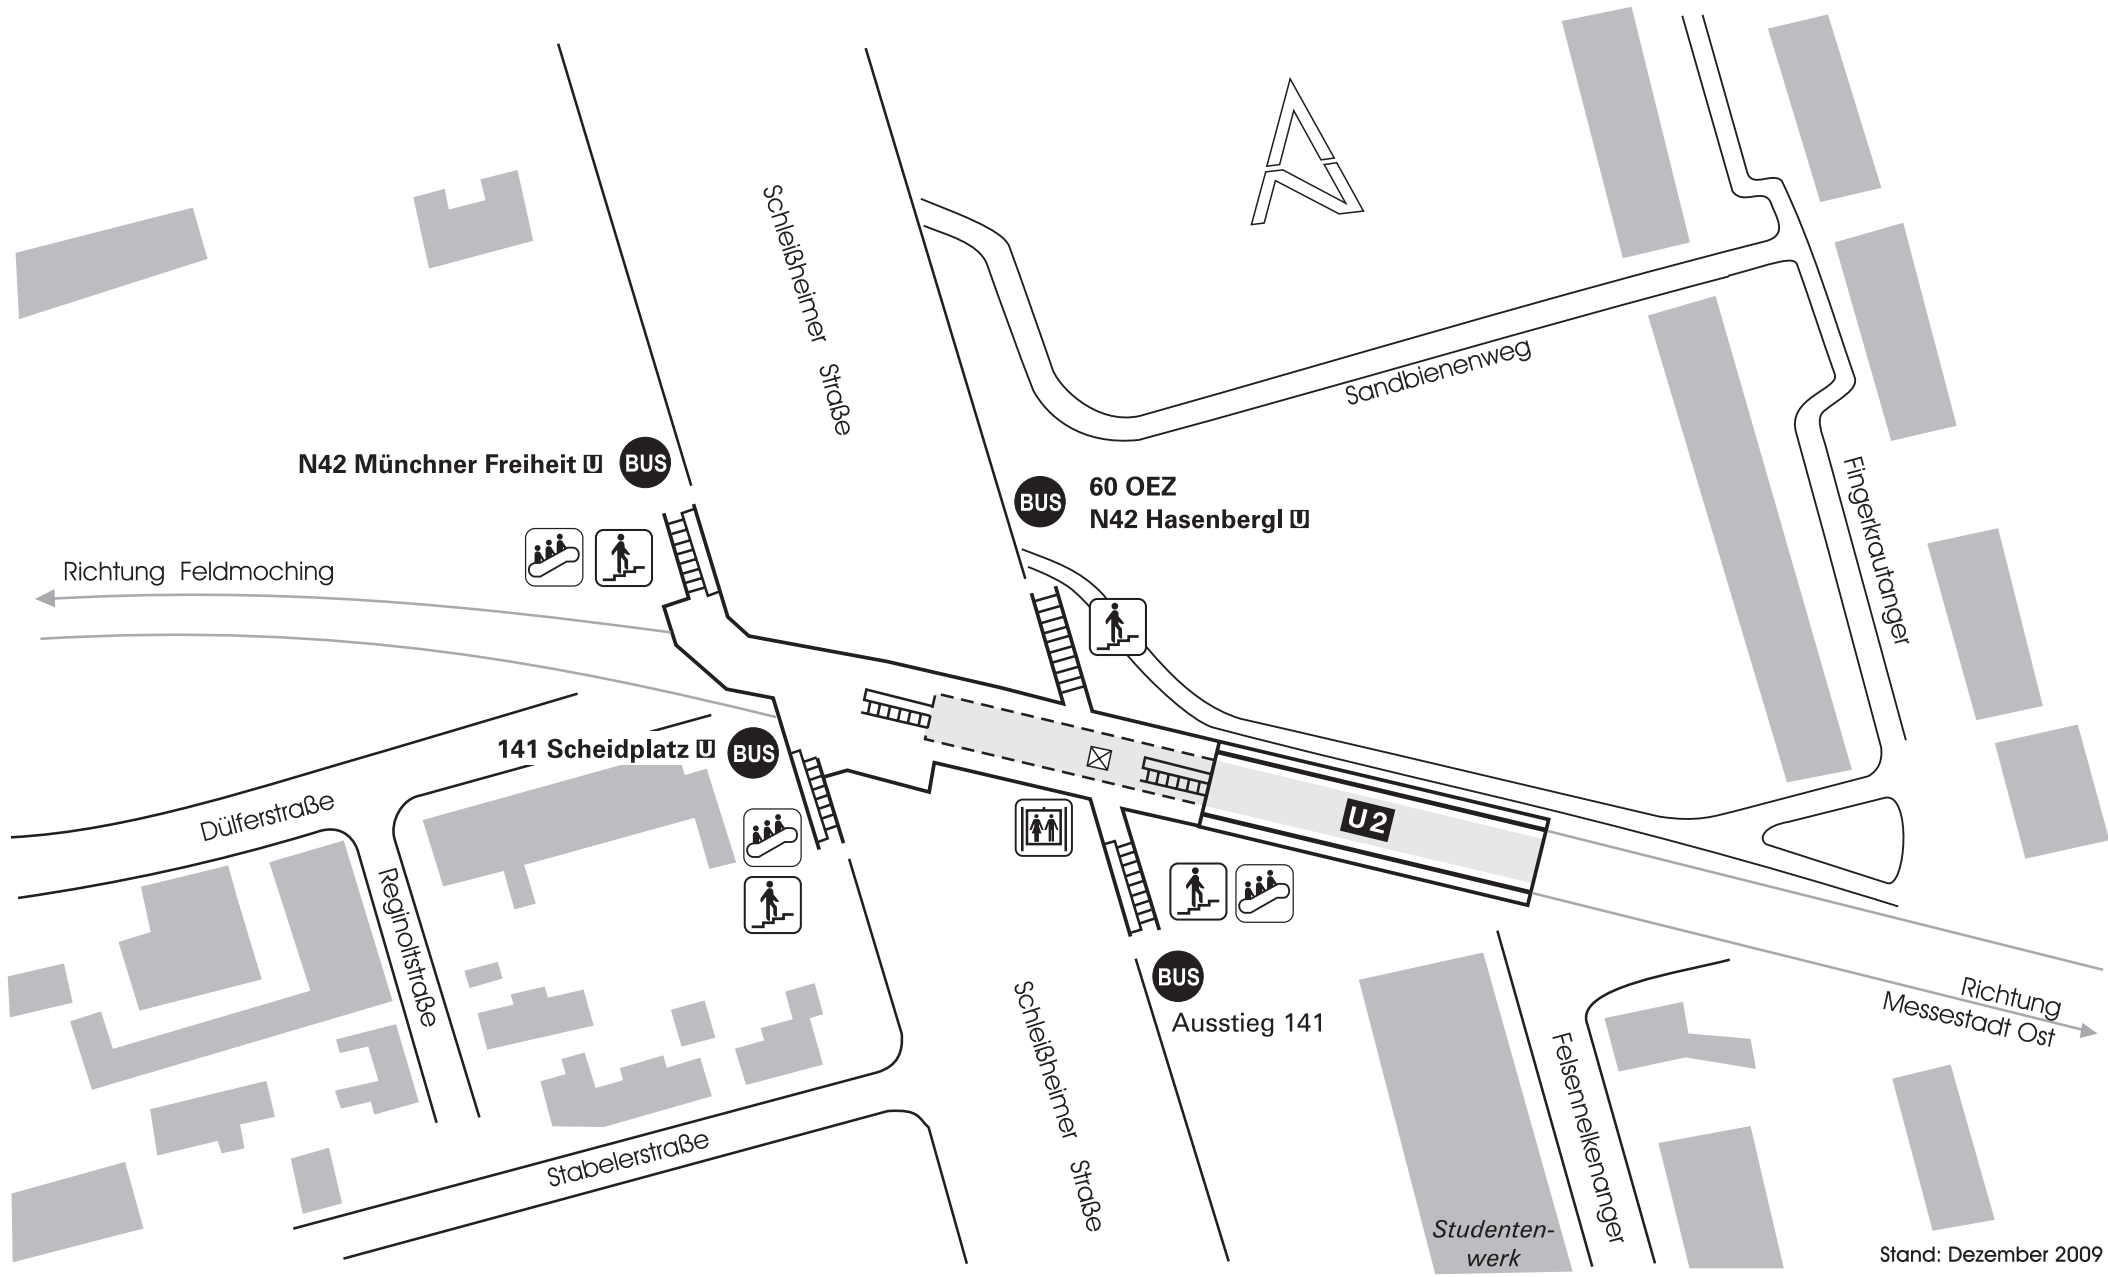 Schleißheimer Straße
Sandbienenweg
N42 Münchner Freiheit U
BUS
BUS
60 OEZ
N42 Hasenbergl U
Fingerkrautanger
Richtung Feldmoching
141 Scheidplatz U
BUS
Dülferstraße
U2
Reginoltstraße
BUS
Ausstieg 141
Richtung
Messestadt Ost
Schleißheimer Straße
Felsennelkenanger
Stabelerstraße
Studenten-
werk
Stand: Dezember 2009